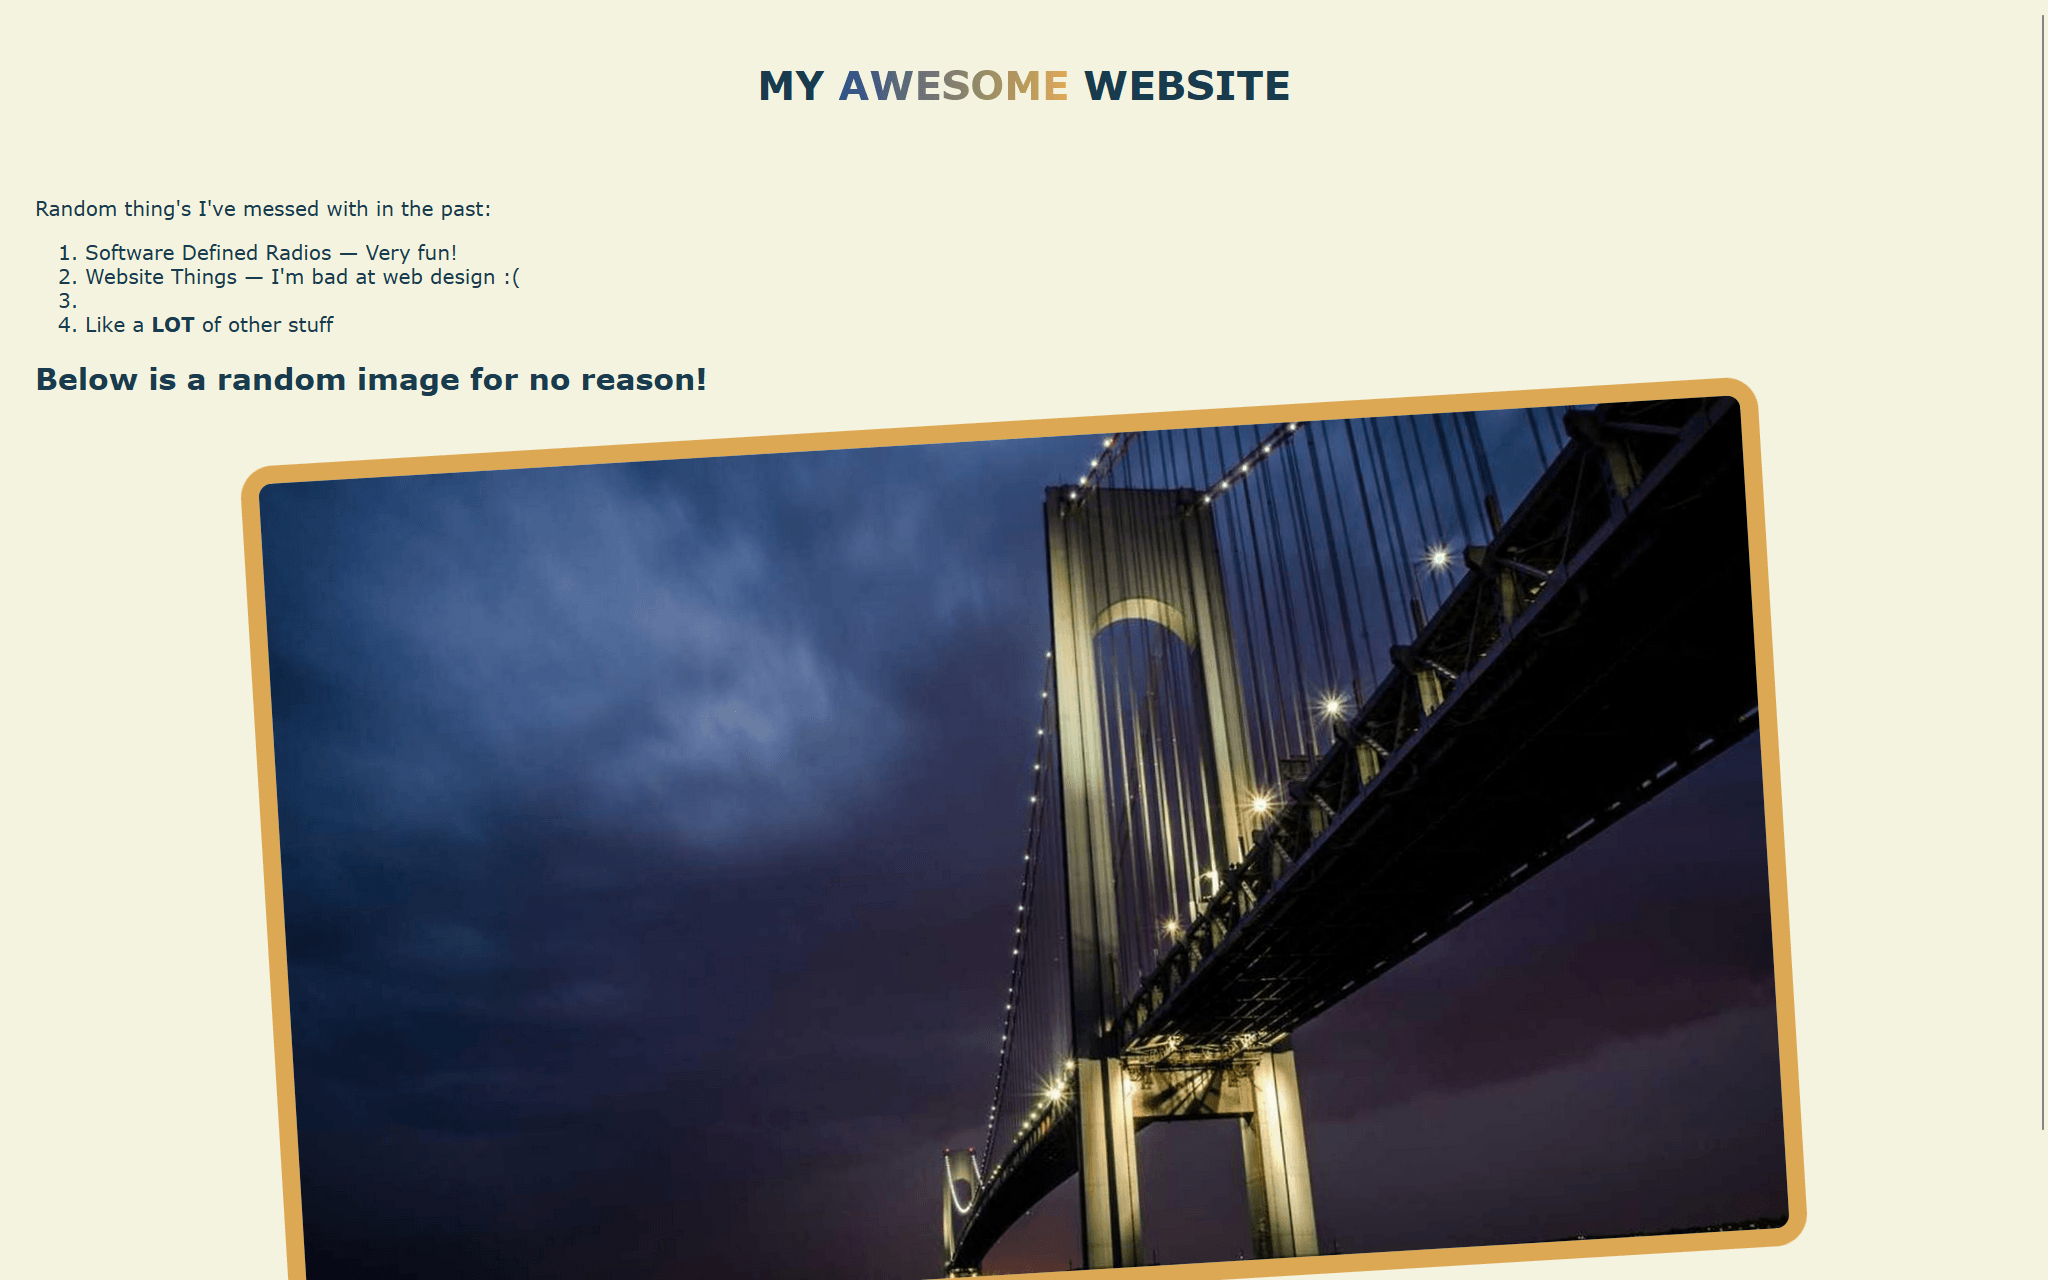 MY AWESOME WEBSITE
Random thing's I've messed with in the past:
1. Software Defined Radios — Very fun!
2. Website Things — I'm bad at web design :(
3.
4. Like a LOT of other stuff
Below is a random image for no reason!